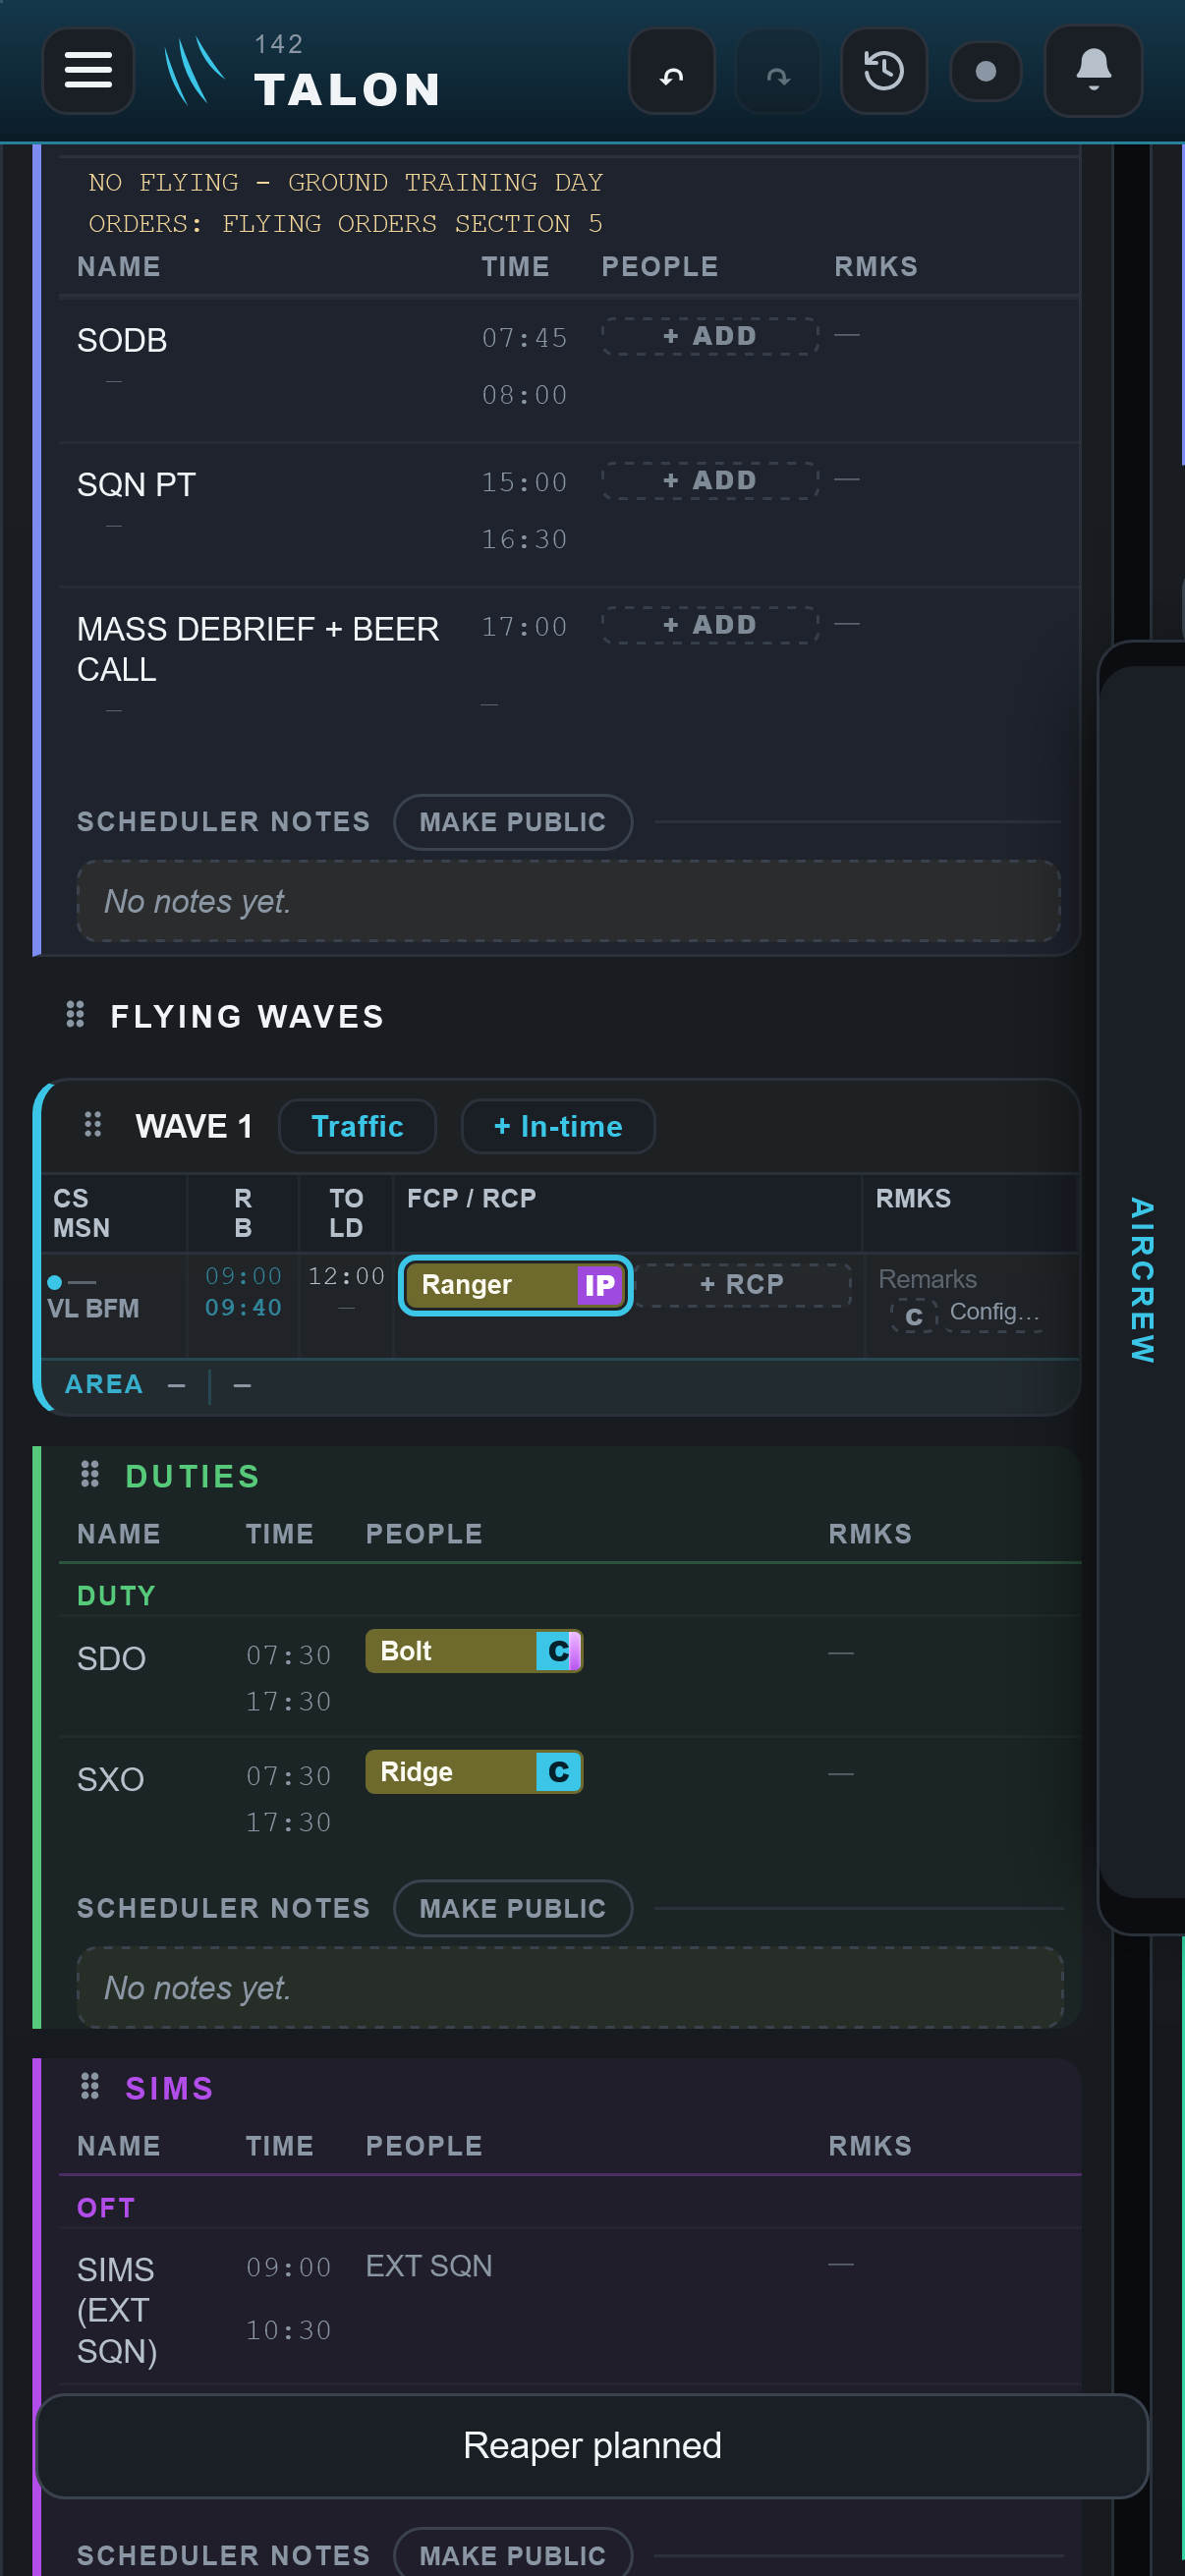 142
TALON
NO FLYING - GROUND TRAINING DAY
ORDERS: FLYING ORDERS SECTION 5
NAME TIME PEOPLE RMKS
SODB 07:45 + ADD —
— 08:00
SQN PT 15:00 + ADD —
— 16:30
MASS DEBRIEF + BEER 17:00 + ADD —
CALL
— —
SCHEDULER NOTES MAKE PUBLIC
No notes yet.
FLYING WAVES
WAVE 1 Traffic + In-time
CS R TO FCP / RCP RMKS
MSN B LD
— 09:00 12:00 Ranger IP + RCP Remarks
VL BFM 09:40 — C Config...
AREA — | —
AIRCREW
DUTIES
NAME TIME PEOPLE RMKS
DUTY
SDO 07:30 Bolt C —
17:30
SXO 07:30 Ridge C —
17:30
SCHEDULER NOTES MAKE PUBLIC
No notes yet.
SIMS
NAME TIME PEOPLE RMKS
OFT
SIMS 09:00 EXT SQN —
(EXT 10:30
SQN)
Reaper planned
SCHEDULER NOTES MAKE PUBLIC